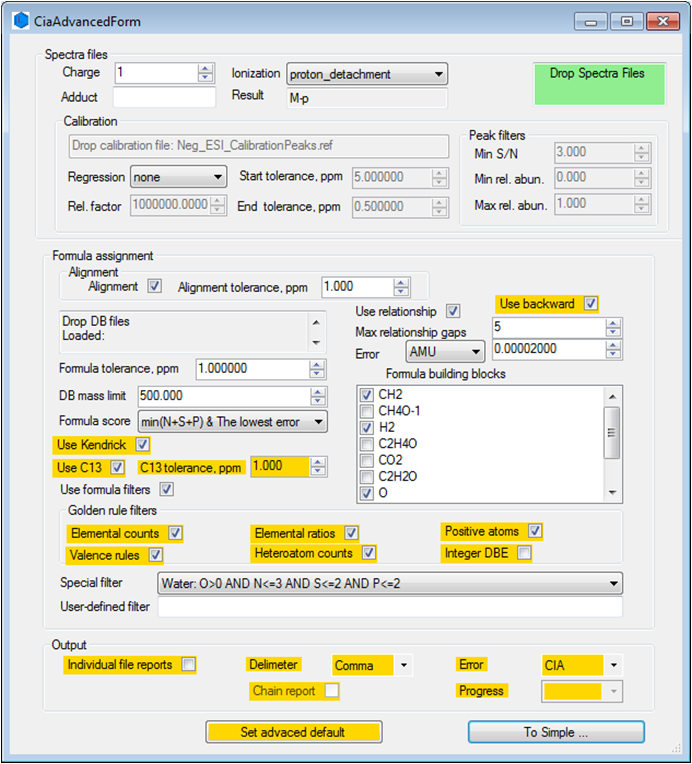 CiaAdvancedForm
Spectra files
Charge 1 Ionization proton_detachment Drop Spectra Files
Adduct Result M-p
Calibration
Drop calibration file: Neg_ESI_CalibrationPeaks.ref
Regression none Start tolerance, ppm 5.000000
Rel. factor 1000000.0000 End tolerance, ppm 0.500000
Peak filters
Min S/N 3.000
Min rel. abun. 0.000
Max rel. abun. 1.000
Formula assignment
Alignment
Alignment Alignment tolerance, ppm 1.000
Drop DB files
Loaded:
Formula tolerance, ppm 1.000000
DB mass limit 500.000
Formula score min(N+S+P) & The lowest error
Use Kendrick
Use C13 C13 tolerance, ppm 1.000
Use formula filters
Use relationship Use backward
Max relationship gaps 5
Error AMU 0.00002000
Formula building blocks
CH2
CH4O-1
H2
C2H4O
CO2
C2H2O
O
Golden rule filters
Elemental counts Elemental ratios Positive atoms
Valence rules Heteroatom counts Integer DBE
Special filter Water: O>0 AND N<=3 AND S<=2 AND P<=2
User-defined filter
Output
Individual file reports Delimeter Comma Error CIA
Chain report Progress
Set advaced default To Simple ...